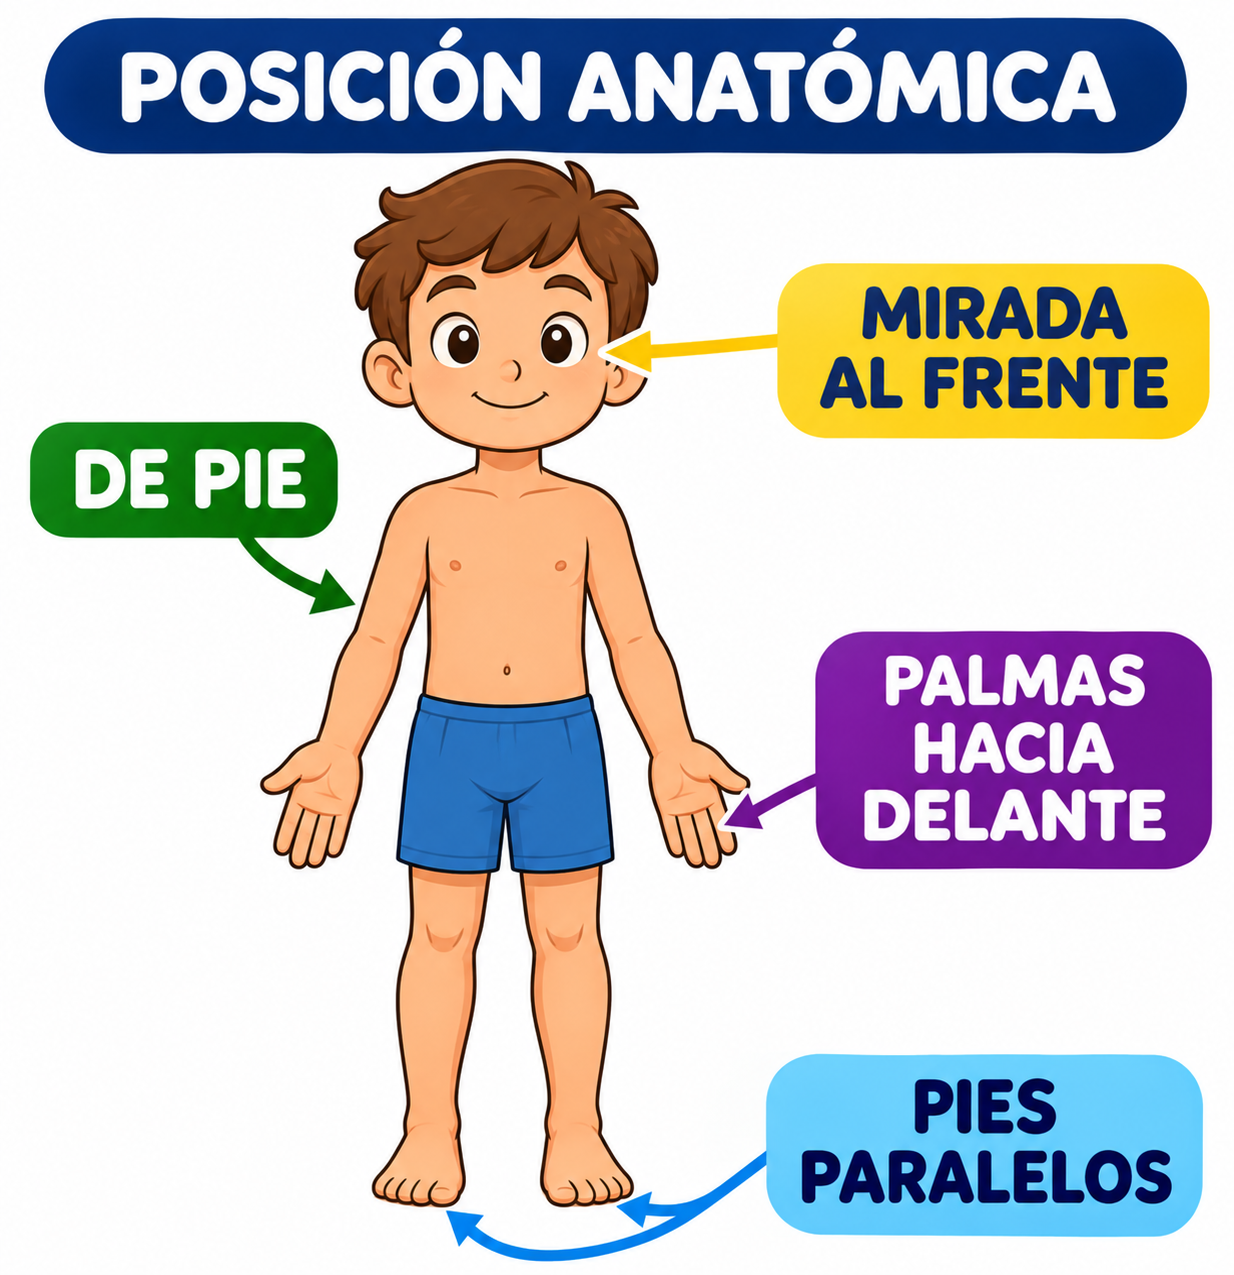 POSICIÓN ANATÓMICA
MIRADA
AL FRENTE
DE PIE
PALMAS
HACIA
DELANTE
PIES
PARALELOS